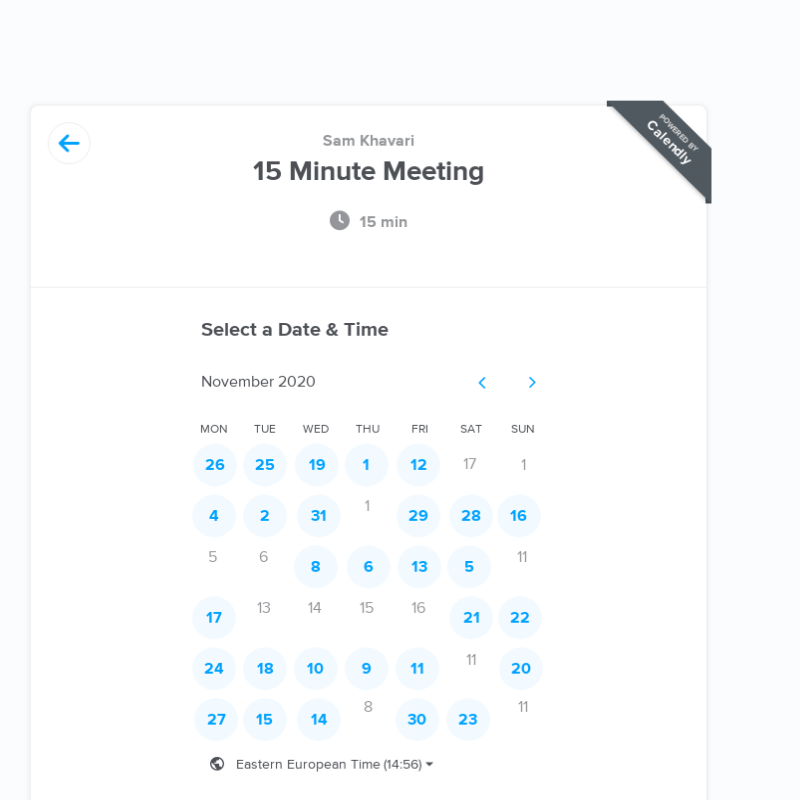 POWERED BY
Calendly
Sam Khavari
15 Minute Meeting
15 min
Select a Date & Time
November 2020
MON TUE WED THU FRI SAT SUN
26 25 19 1 12 17 1
4 2 31 1 29 28 16
5 6 8 6 13 5 11
17 13 14 15 16 21 22
24 18 10 9 11 11 20
27 15 14 8 30 23 11
Eastern European Time (14:56)